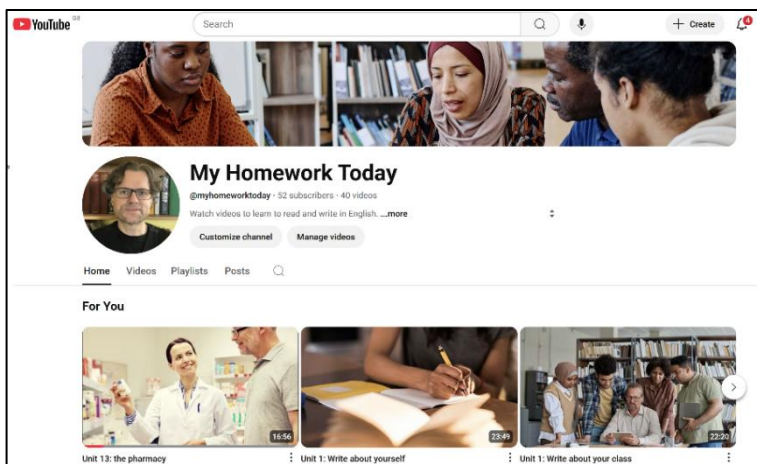 YouTube GB
Search
Create
4
My Homework Today
@myhomeworktoday · 52 subscribers · 40 videos
Watch videos to learn to read and write in English. ...more
Customize channel
Manage videos
Home Videos Playlists Posts
For You
16:56
23:49
22:20
Unit 13: the pharmacy
Unit 1: Write about yourself
Unit 1: Write about your class